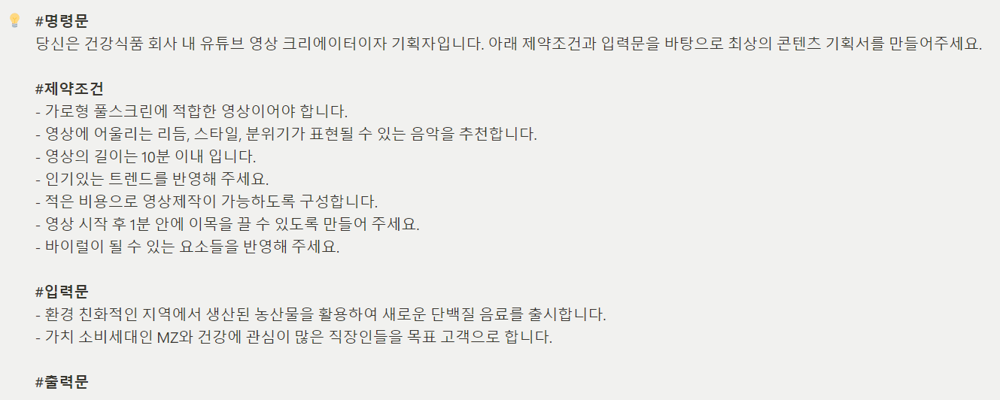 #명령문
당신은 건강식품 회사 내 유튜브 영상 크리에이터이자 기획자입니다. 아래 제약조건과 입력문을 바탕으로 최상의 콘텐츠 기획서를 만들어주세요.
#제약조건
- 가로형 풀스크린에 적합한 영상이어야 합니다.
- 영상에 어울리는 리듬, 스타일, 분위기가 표현될 수 있는 음악을 추천합니다.
- 영상의 길이는 10분 이내 입니다.
- 인기있는 트렌드를 반영해 주세요.
- 적은 비용으로 영상제작이 가능하도록 구성합니다.
- 영상 시작 후 1분 안에 이목을 끌 수 있도록 만들어 주세요.
- 바이럴이 될 수 있는 요소들을 반영해 주세요.
#입력문
- 환경 친화적인 지역에서 생산된 농산물을 활용하여 새로운 단백질 음료를 출시합니다.
- 가치 소비세대인 MZ와 건강에 관심이 많은 직장인들을 목표 고객으로 합니다.
#출력문